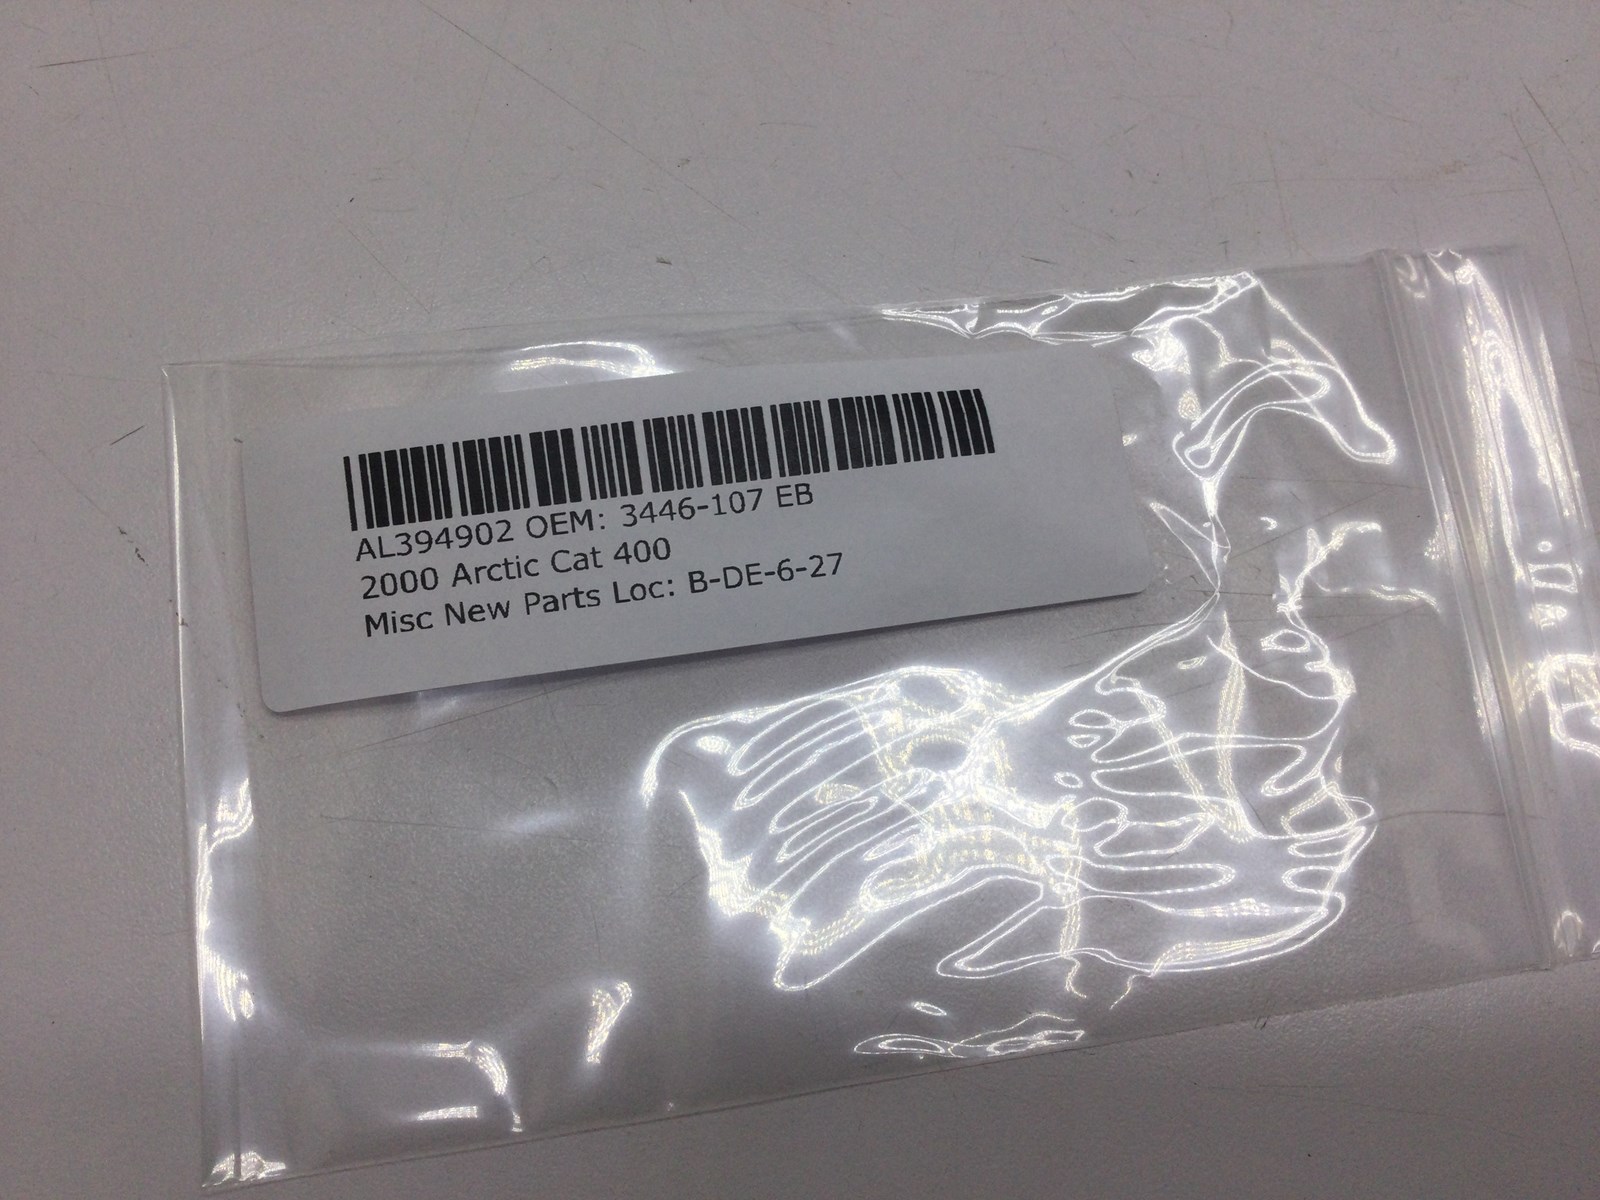 AL394902 OEM: 3446-107 EB
2000 Arctic Cat 400
Misc New Parts Loc: B-DE-6-27